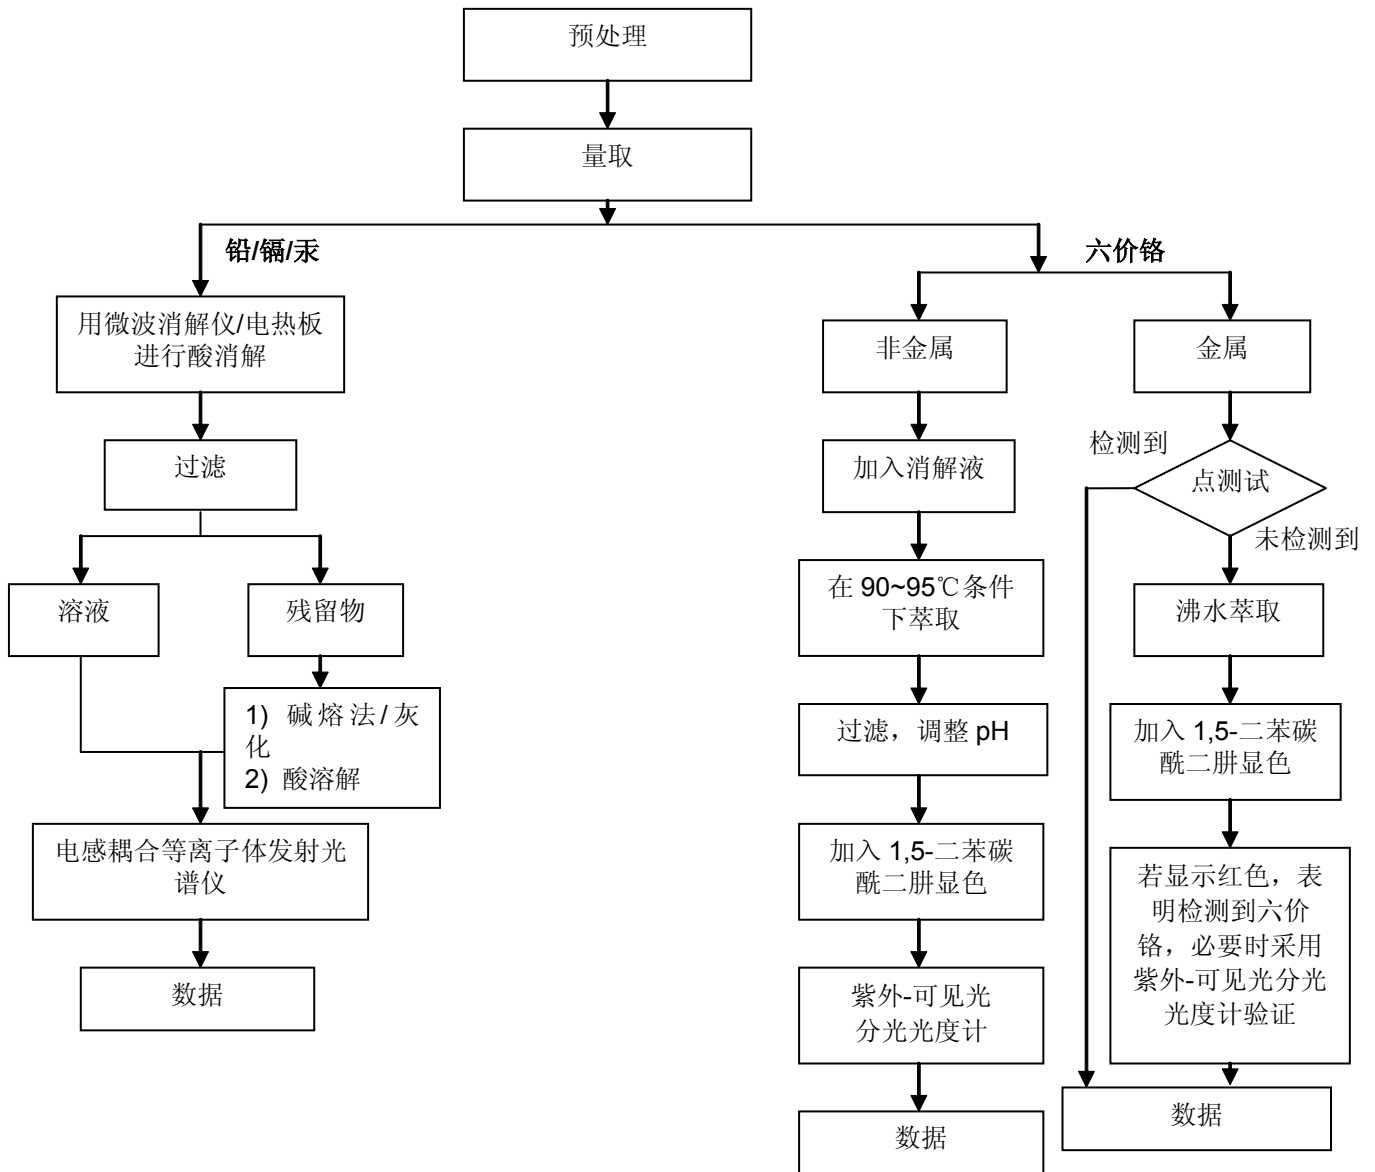 预处理
量取
铅/镉/汞
六价铬
用微波消解仪/电热板
进行酸消解
过滤
溶液
残留物
1) 碱熔法/灰
化
2) 酸溶解
电感耦合等离子体发射光
谱仪
数据
非金属
加入消解液
在 90~95℃条件
下萃取
过滤，调整 pH
加入 1,5-二苯碳
酰二肼显色
紫外-可见光
分光光度计
数据
金属
检测到
点测试
未检测到
沸水萃取
加入 1,5-二苯碳
酰二肼显色
若显示红色，表
明检测到六价
铬，必要时采用
紫外-可见光分光
光度计验证
数据